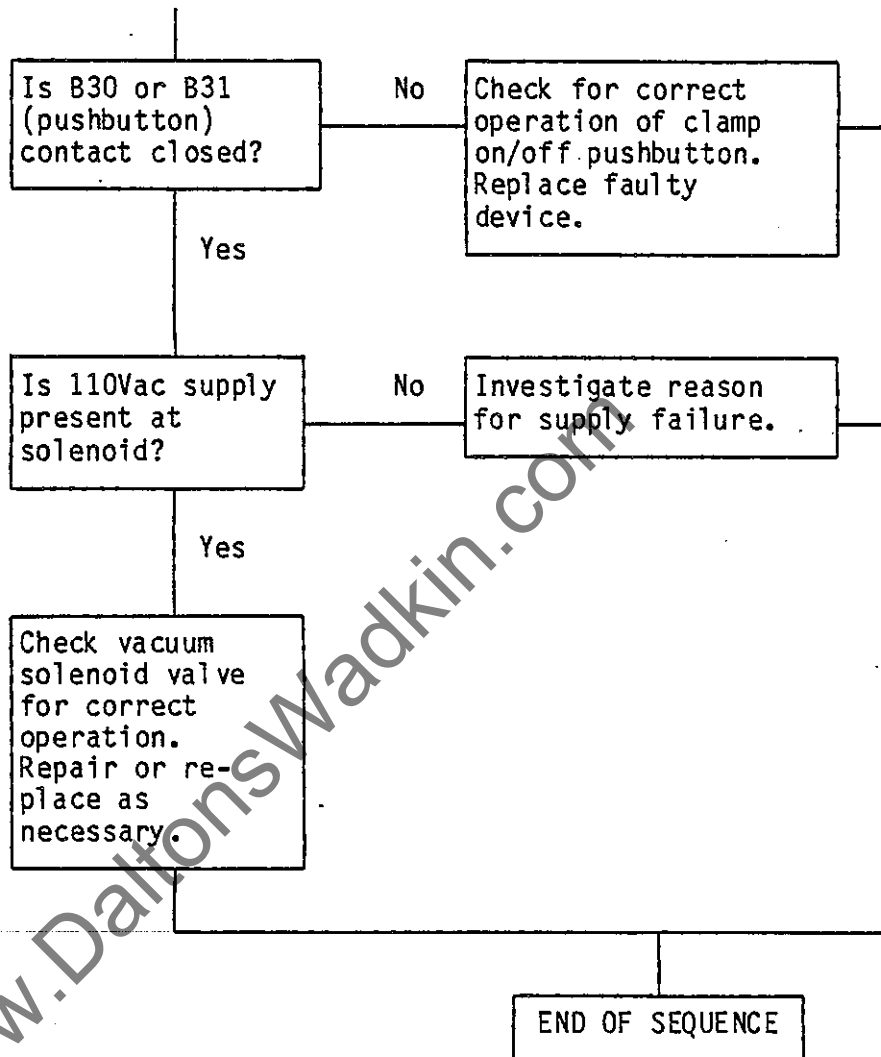 Is B30 or B31
(pushbutton)
contact closed?
No
Check for correct
operation of clamp
on/off pushbutton.
Replace faulty
device.
Yes
Is 110Vac supply
present at
solenoid?
No
Investigate reason
for supply failure.
Yes
Check vacuum
solenoid valve
for correct
operation.
Repair or re-
place as
necessary.
END OF SEQUENCE
w.DaltonsWadkin.com